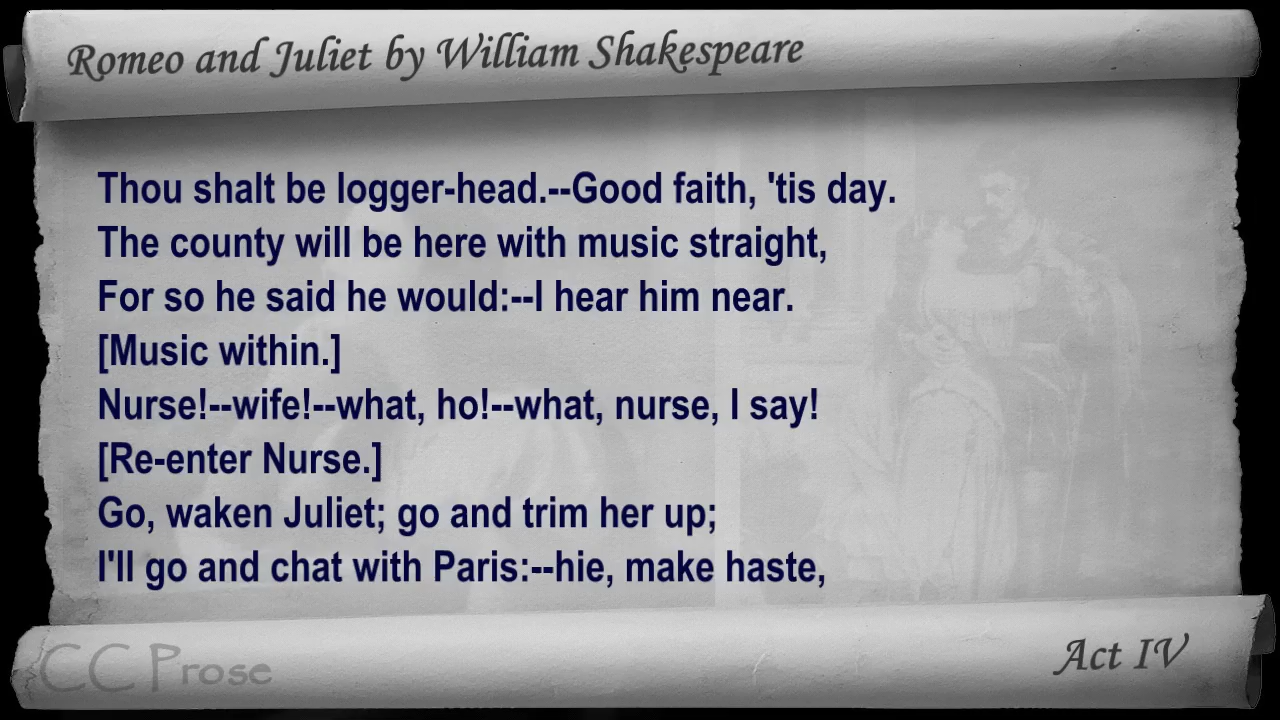 Romeo and Juliet by William Shakespeare
Thou shalt be logger-head.--Good faith, 'tis day.
The county will be here with music straight,
For so he said he would:--I hear him near.
[Music within.]
Nurse!--wife!--what, ho!--what, nurse, I say!
[Re-enter Nurse.]
Go, waken Juliet; go and trim her up;
I'll go and chat with Paris:--hie, make haste,
CC Prose
Act IV